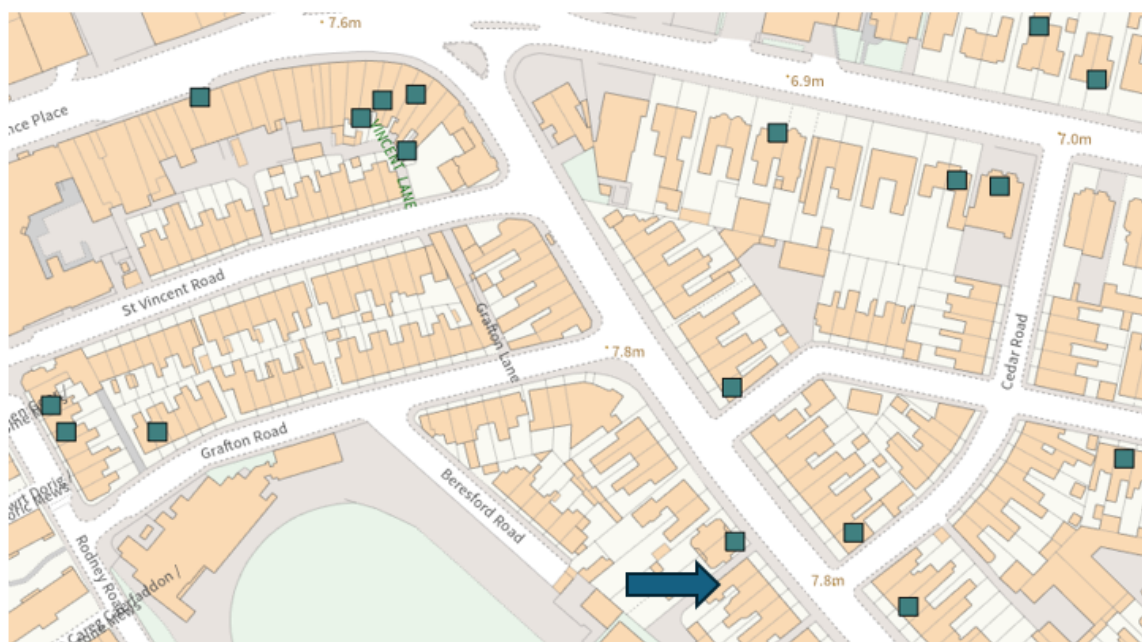 7.6m
6.9m
nce Place
VINCENT LANE
7.0m
St Vincent Road
Grafton Lane
7.8m
Cedar Road
Grafton Road
Beresford Road
Rodney Road
7.8m